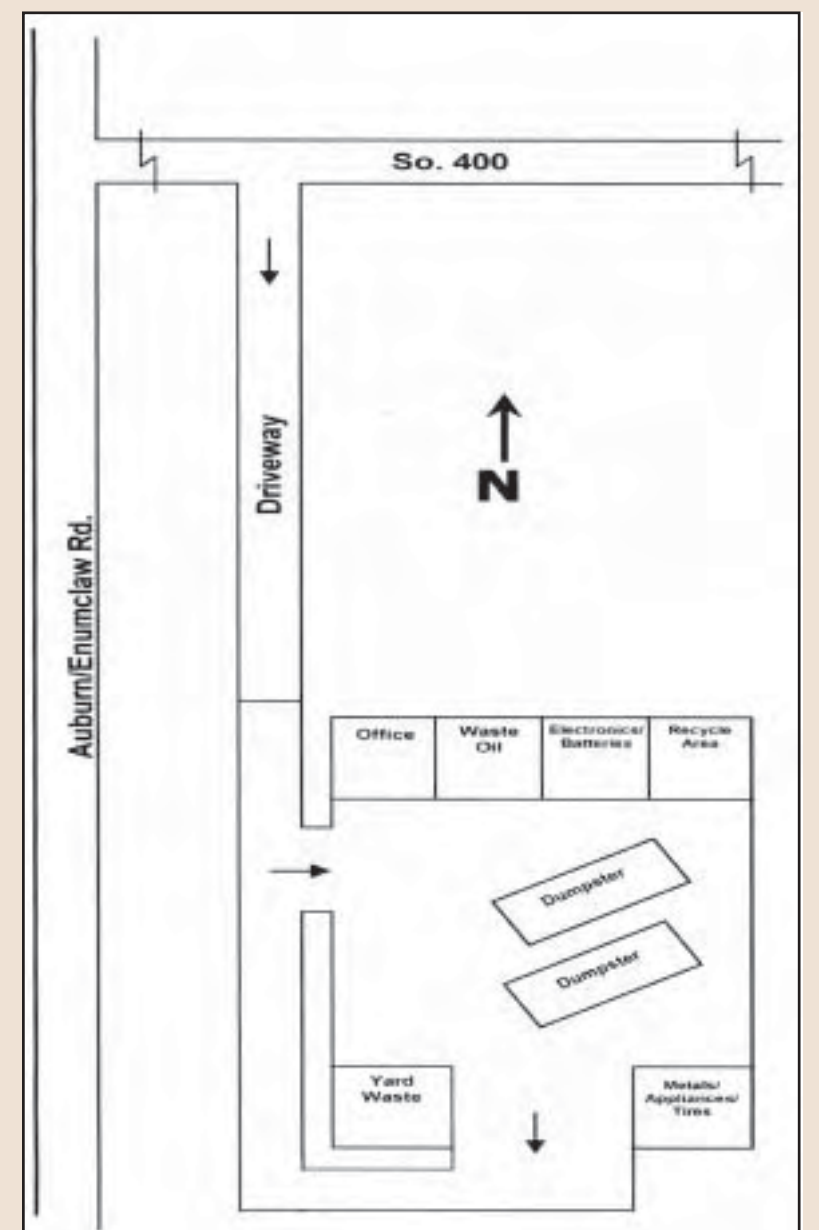 So. 400
Driveway
N
Auburn/Enumclaw Rd.
Office
Waste
Oil
Electronics/
Batteries
Recycle
Area
Dumpster
Dumpster
Yard
Waste
Metals/
Appliances/
Tires